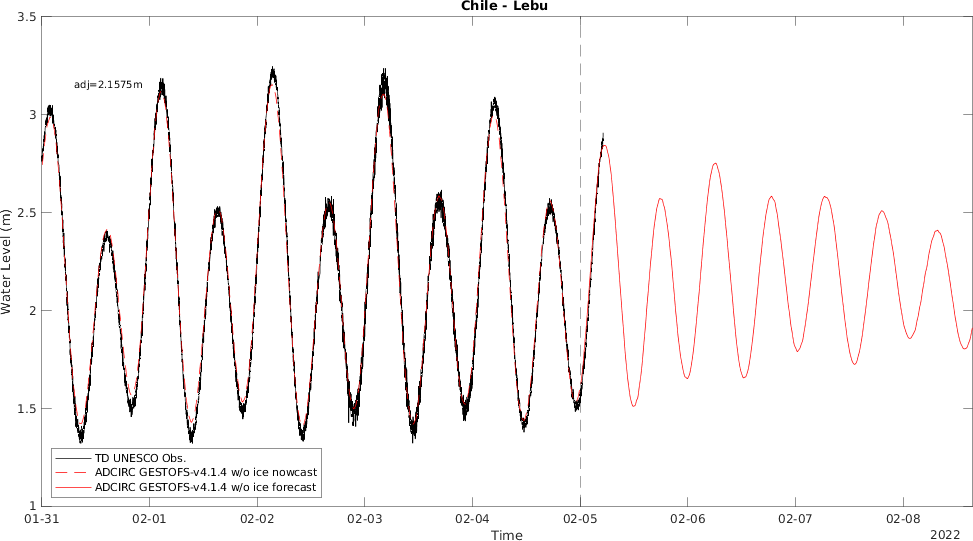 Chile - Lebu
3.5
adj=2.1575m
3
2.5
Water Level (m)
2
1.5
TD UNESCO Obs.
ADCIRC GESTOFS-v4.1.4 w/o ice nowcast
ADCIRC GESTOFS-v4.1.4 w/o ice forecast
1
01-31 02-01 02-02 02-03 02-04 02-05 02-06 02-07 02-08
Time
2022